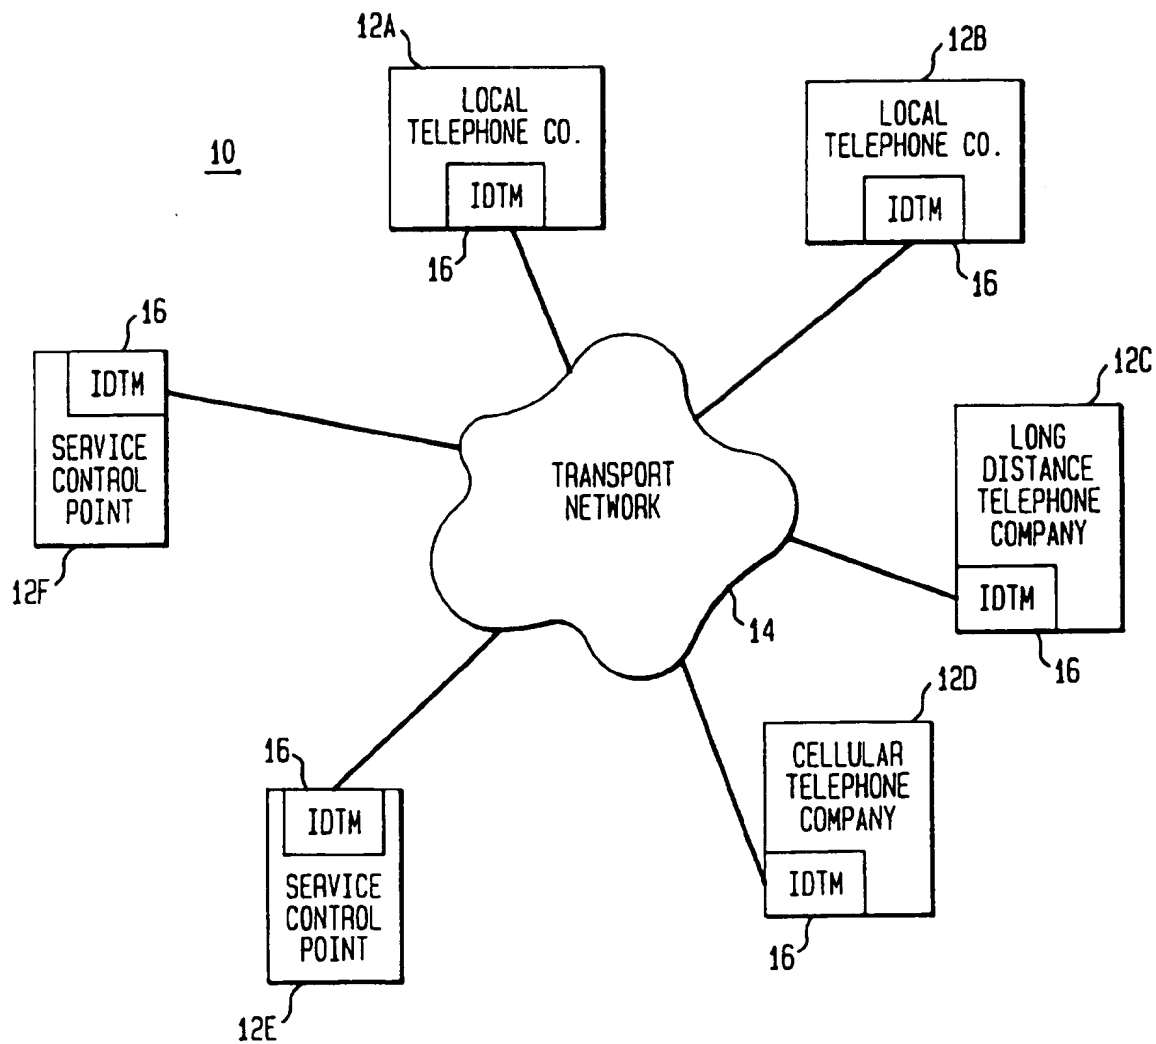 12A
LOCAL
TELEPHONE CO.
IDTM
16
12B
LOCAL
TELEPHONE CO.
IDTM
16
10
16
IDTM
SERVICE
CONTROL
POINT
12F
TRANSPORT
NETWORK
14
12C
LONG
DISTANCE
TELEPHONE
COMPANY
IDTM
16
12D
CELLULAR
TELEPHONE
COMPANY
IDTM
16
16
IDTM
SERVICE
CONTROL
POINT
12E